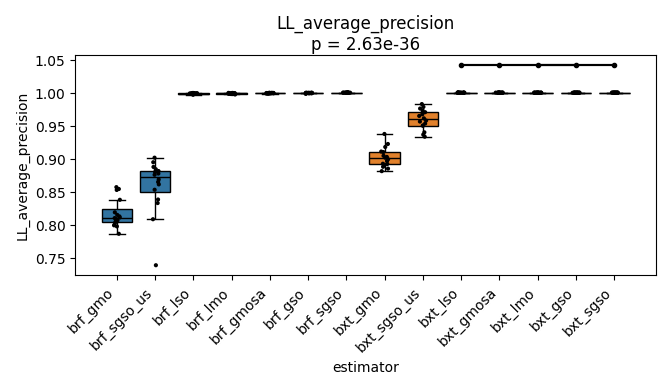 LL_average_precision
p = 2.63e-36
LL_average_precision
1.05
1.00
0.95
0.90
0.85
0.80
0.75
brf_gmo
brf_sgso_us
brf_lso
brf_lmo
brf_gmosa
brf_gso
brf_sgso
bxt_gmo
bxt_sgso_us
bxt_lso
bxt_gmosa
bxt_lmo
bxt_gso
bxt_sgso
estimator